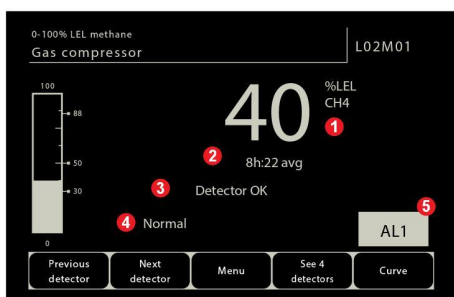 0-100% LEL methane
Gas compressor
L02M01
100
88
50
30
0
40
%LEL
CH4
1
2
8h:22 avg
3
Detector OK
4
Normal
5
AL1
Previous
detector
Next
detector
Menu
See 4
detectors
Curve